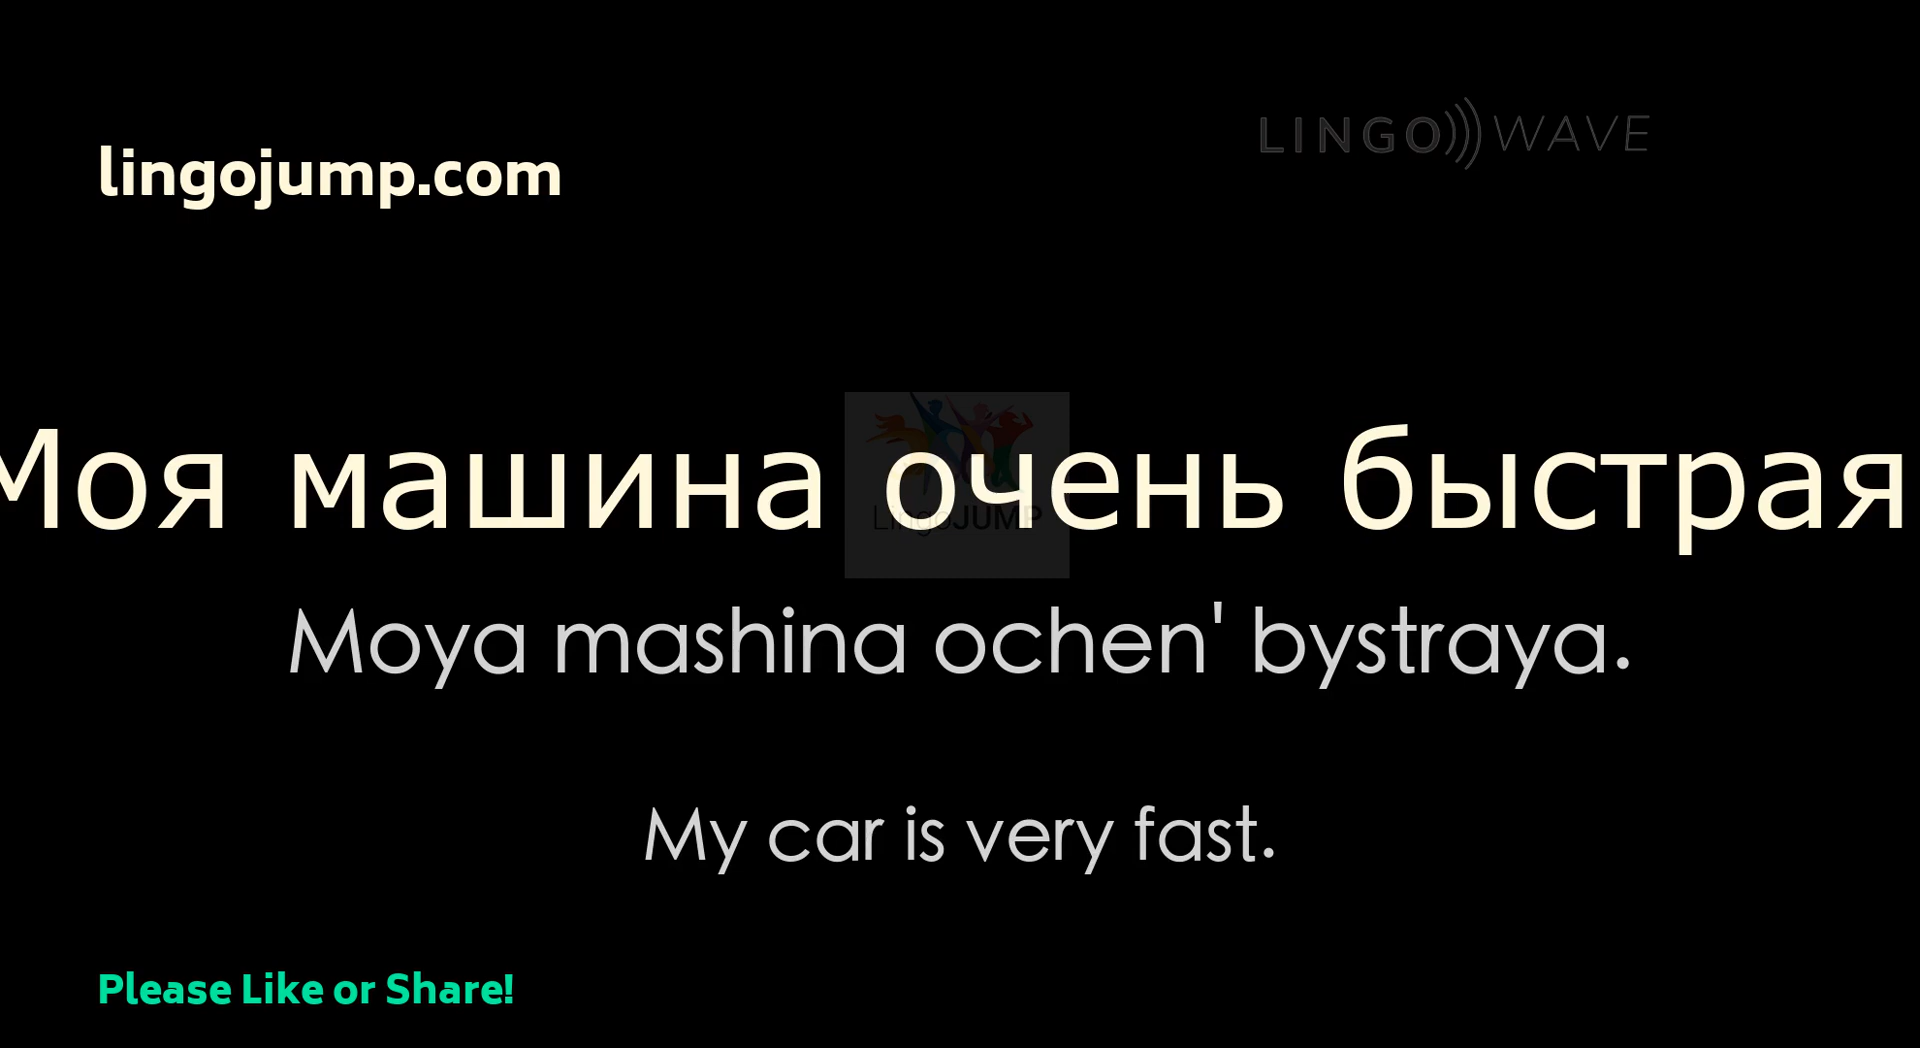 LINGO WAVE
lingojump.com
Моя машина очень быстрая
LingoJUMP
Moya mashina ochen' bystraya.
My car is very fast.
Please Like or Share!